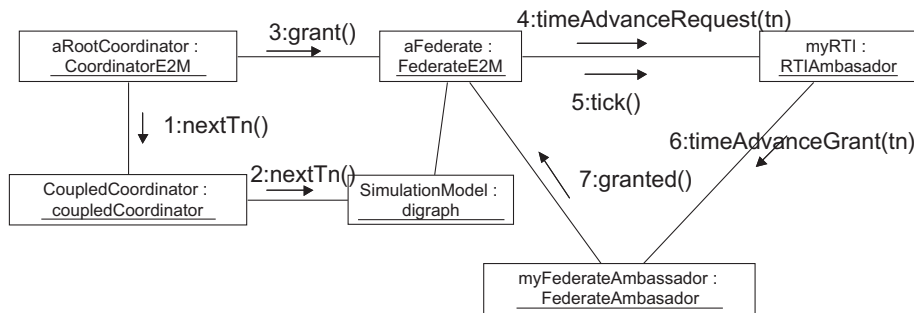 4:timeAdvanceRequest(tn)
3:grant()
aRootCoordinator :
CoordinatorE2M
aFederate :
FederateE2M
myRTI :
RTIAmbasador
5:tick()
1:nextTn()
6:timeAdvanceGrant(tn)
2:nextTn()
7:granted()
CoupledCoordinator :
coupledCoordinator
SimulationModel :
digraph
myFederateAmbassador :
FederateAmbasador